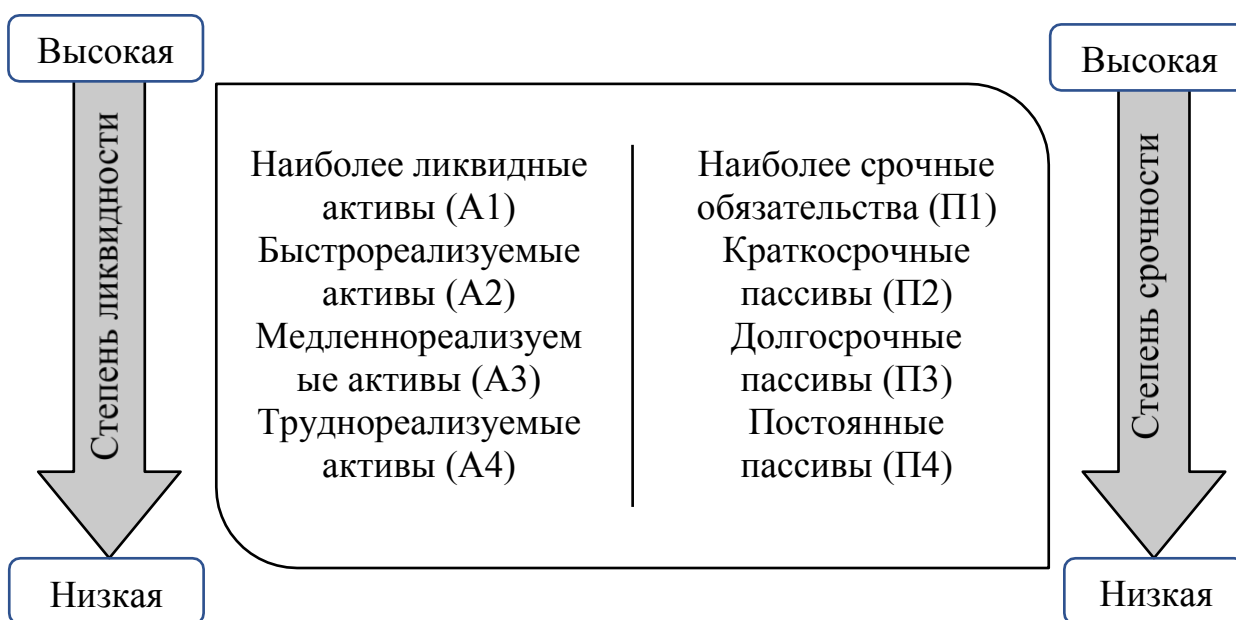 Высокая
Степень ликвидности
Низкая
Наиболее ликвидные
активы (А1)
Быстрореализуемые
активы (А2)
Медленнореализуем
ые активы (А3)
Труднореализуемые
активы (А4)
Наиболее срочные
обязательства (П1)
Краткосрочные
пассивы (П2)
Долгосрочные
пассивы (П3)
Постоянные
пассивы (П4)
Высокая
Степень срочности
Низкая